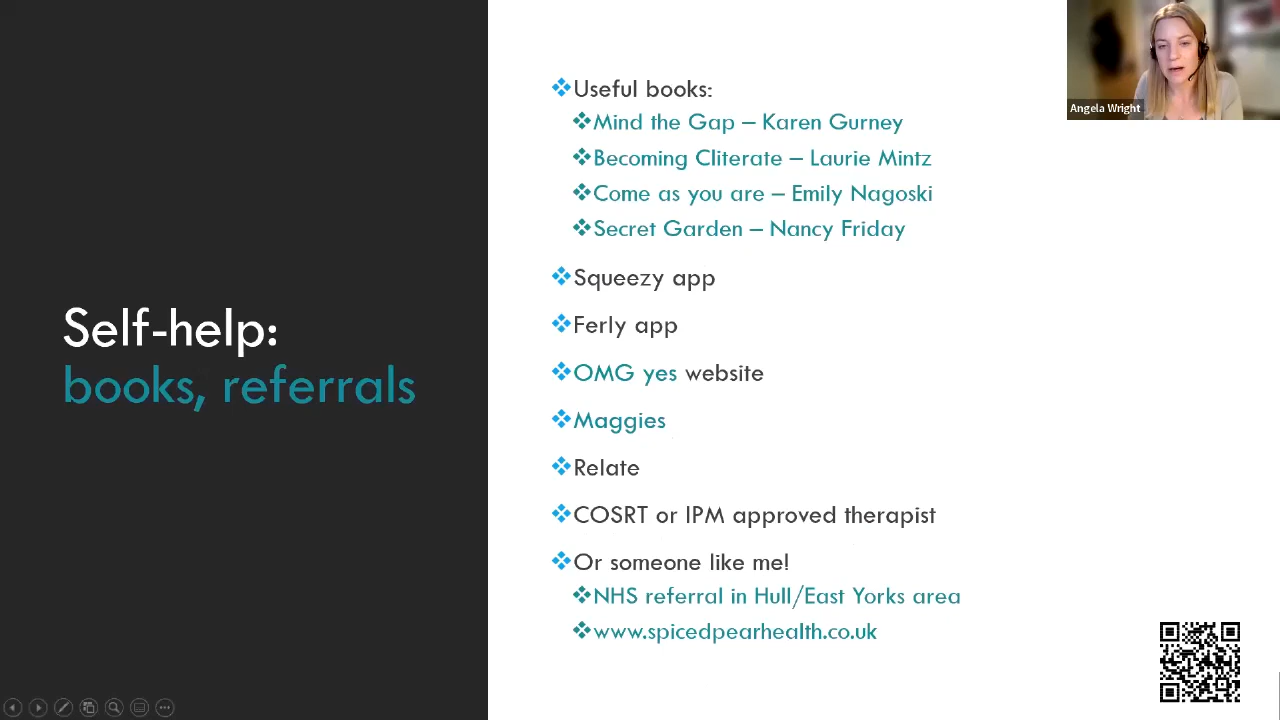 Self-help:
books, referrals
Useful books:
Mind the Gap – Karen Gurney
Becoming Cliterate – Laurie Mintz
Come as you are – Emily Nagoski
Secret Garden – Nancy Friday
Squeezy app
Ferly app
OMG yes website
Maggies
Relate
COSRT or IPM approved therapist
Or someone like me!
NHS referral in Hull/East Yorks area
www.spicedpearhealth.co.uk
Angela Wright